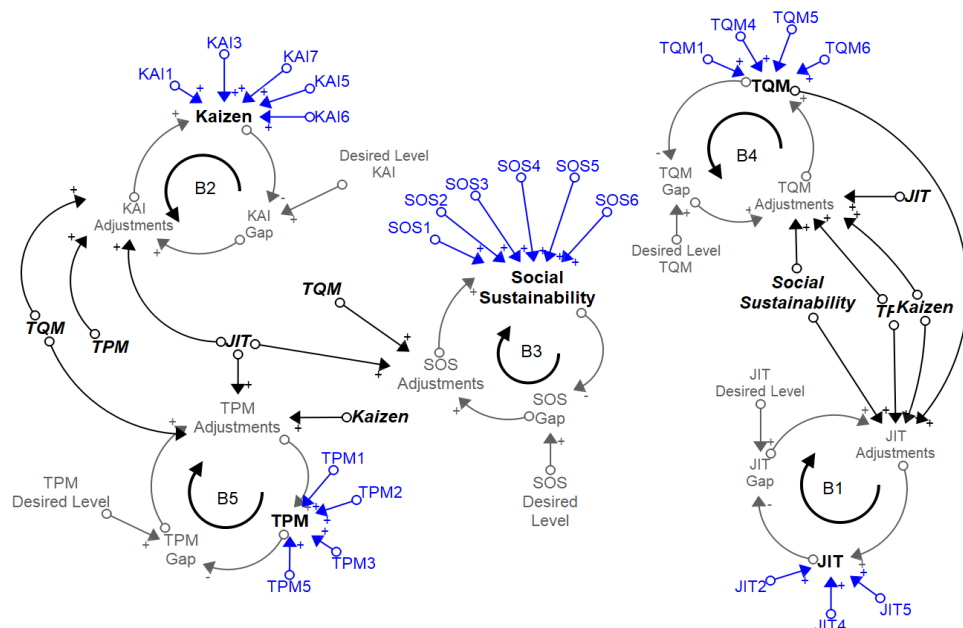 KAI3
KAI1
KAI7
KAI5
KAI6
Kaizen
B2
Desired Level
KAI
KAI
Adjustments
KAI
Gap
TQM
TPM
JIT
TPM
Adjustments
Kaizen
B5
TPM
Desired Level
TPM
Gap
TPM
TPM1
TPM2
TPM3
TPM5
SOS4
SOS5
SOS3
SOS2
SOS6
SOS1
Social
Sustainability
TQM
B3
SOS
Adjustments
SOS
Gap
SOS
Desired
Level
TQM5
TQM4
TQM1
TQM6
TQM
B4
TQM
Gap
TQM
Adjustments
JIT
Desired Level
TQM
Social
Sustainability
Kaizen
JIT
Desired Level
JIT
Gap
JIT
Adjustments
B1
JIT
JIT2
JIT4
JIT5